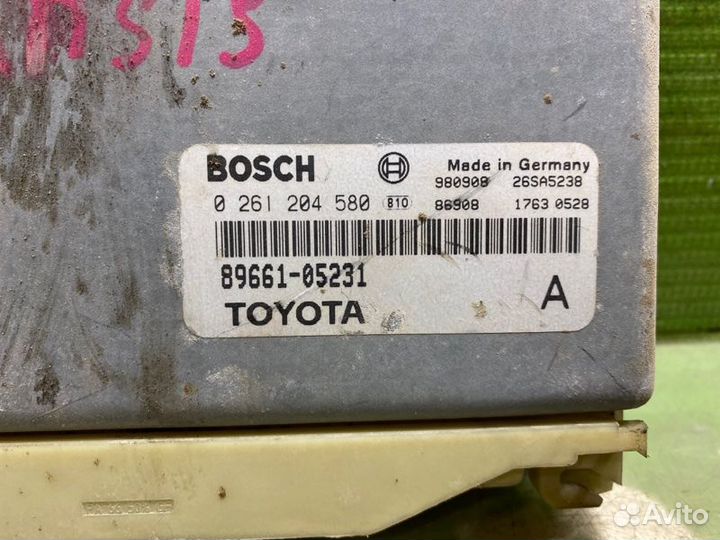 BOSCH
Made in Germany
980908 26SA5238
0 261 204 580 810
86908 1763 0528
89661-05231
TOYOTA
A
Avito